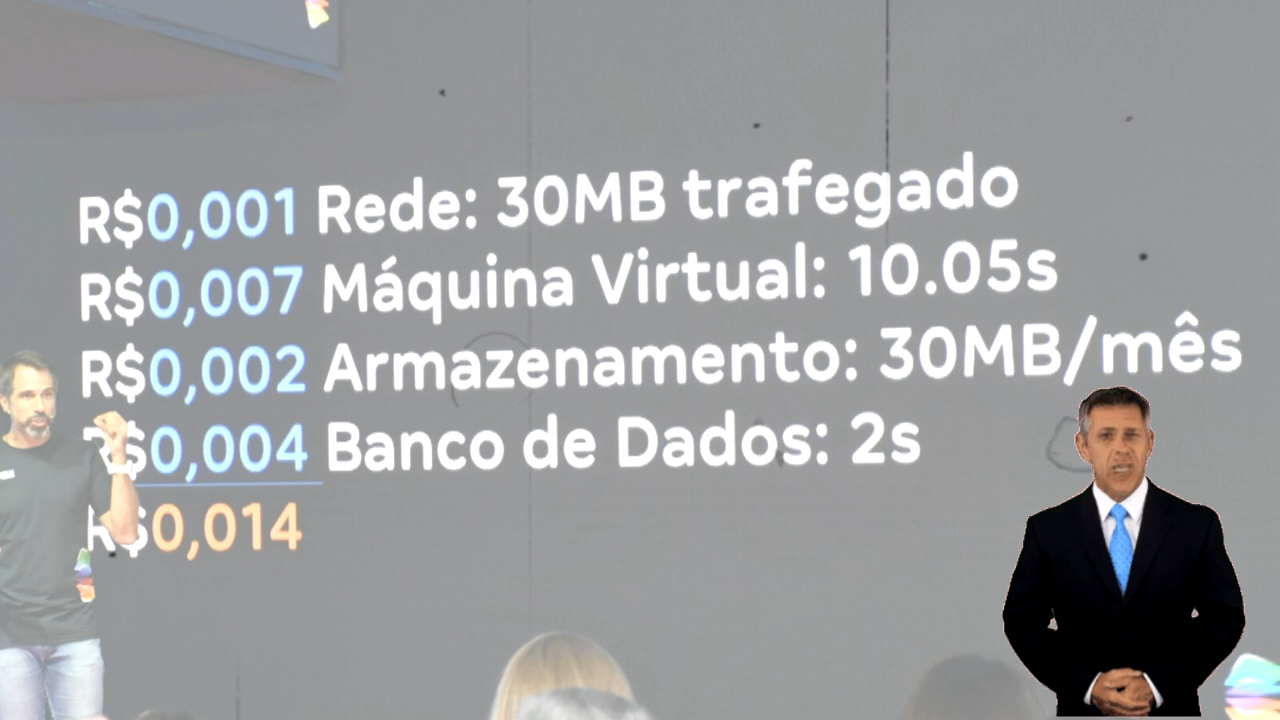 R$0,001 Rede: 30MB trafegado
R$0,007 Máquina Virtual: 10.05s
R$0,002 Armazenamento: 30MB/mês
R$0,004 Banco de Dados: 2s
R$0,014